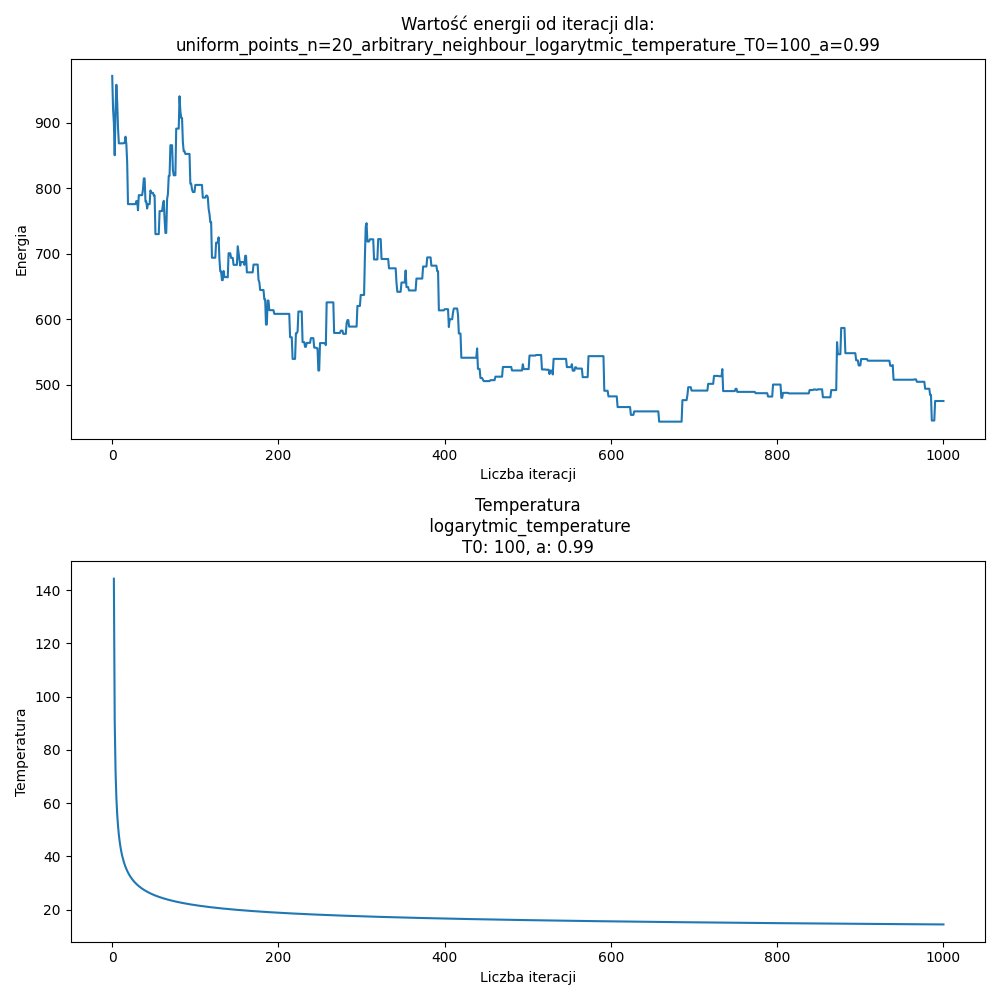 Wartość energii od iteracji dla:
uniform_points_n=20_arbitrary_neighbour_logarytmic_temperature_T0=100_a=0.99
900
800
700
600
500
Energia
0 200 400 600 800 1000
Liczba iteracji
Temperatura
logarytmic_temperature
T0: 100, a: 0.99
140
120
100
80
60
40
20
Temperatura
0 200 400 600 800 1000
Liczba iteracji